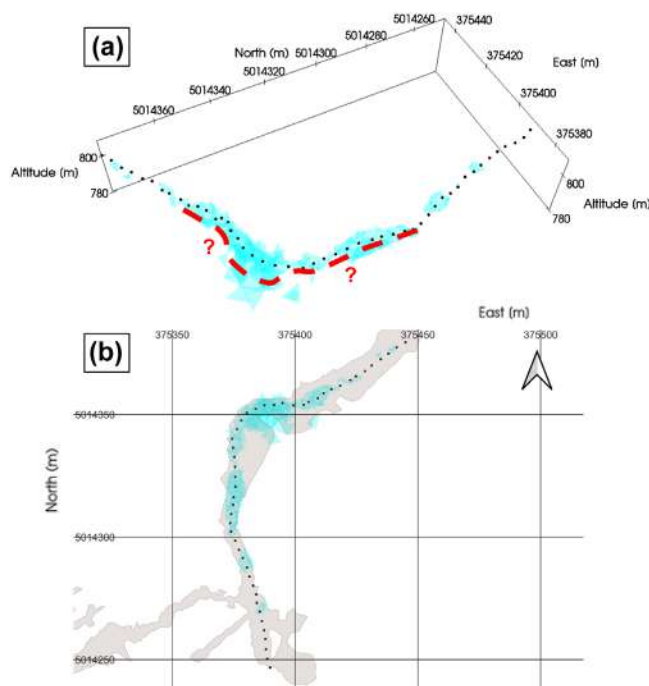 (a)
North (m)
5014260
5014280
5014300
5014320
5014340
5014360
375440
375420
East (m)
375400
375380
800
Altitude (m)
780
800
Altitude (m)
780
?
?
East (m)
(b)
375350
375400
375450
375500
5014350
North (m)
5014300
5014250